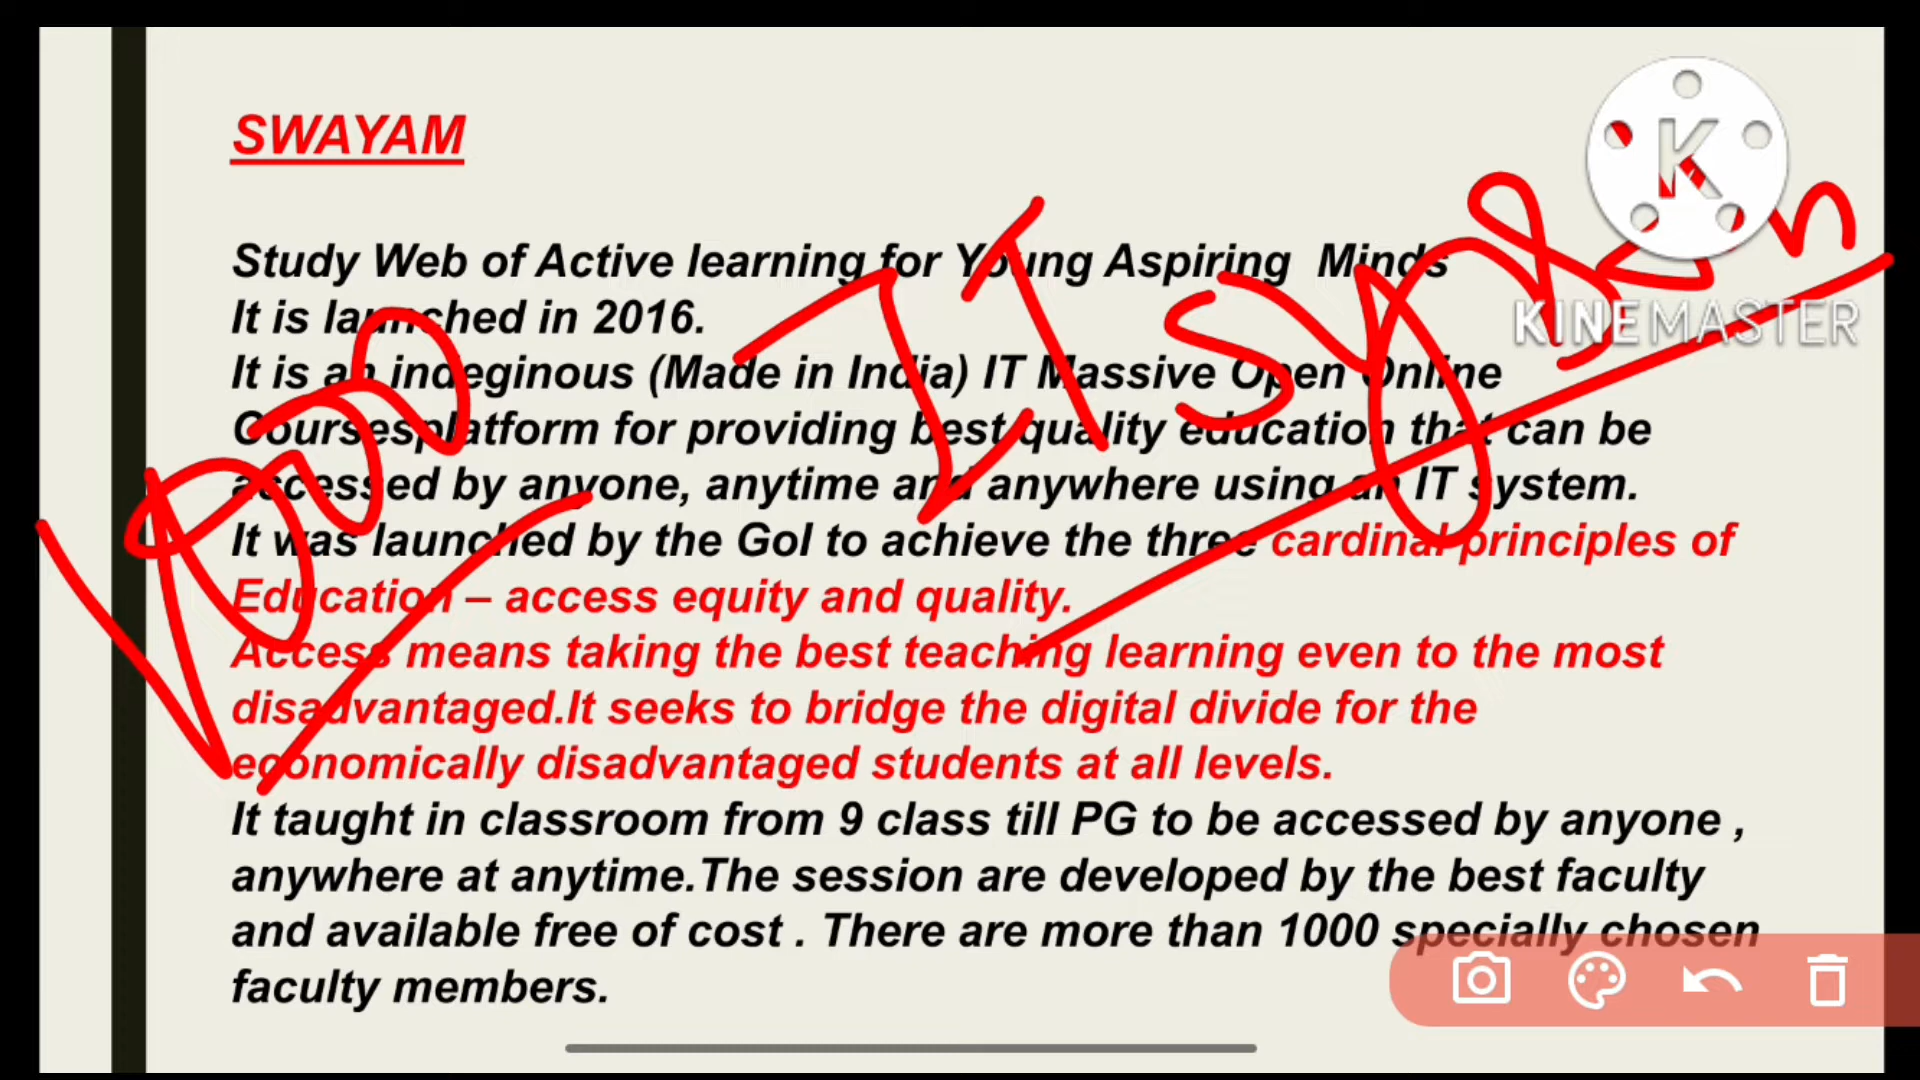 SWAYAM
Study Web of Active learning for Young Aspiring Minds
It is launched in 2016.
It is an indeginous (Made in India) IT Massive Open Online
Coursesplatform for providing best quality education that can be
accessed by anyone, anytime and anywhere using an IT system.
It was launched by the GoI to achieve the three cardinal principles of
Education – access equity and quality.
Access means taking the best teaching learning even to the most
disadvantaged.It seeks to bridge the digital divide for the
economically disadvantaged students at all levels.
It taught in classroom from 9 class till PG to be accessed by anyone ,
anywhere at anytime.The session are developed by the best faculty
and available free of cost . There are more than 1000 specially chosen
faculty members.
1000
IT
K
KINEMASTER